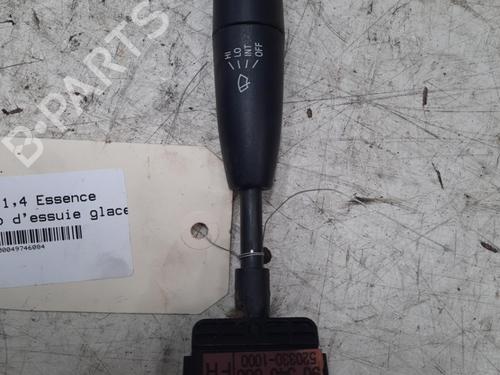 HI LO INT OFF
B-PARTS
1,4 Essence
d'essuie glace
00049746084
520330-1000